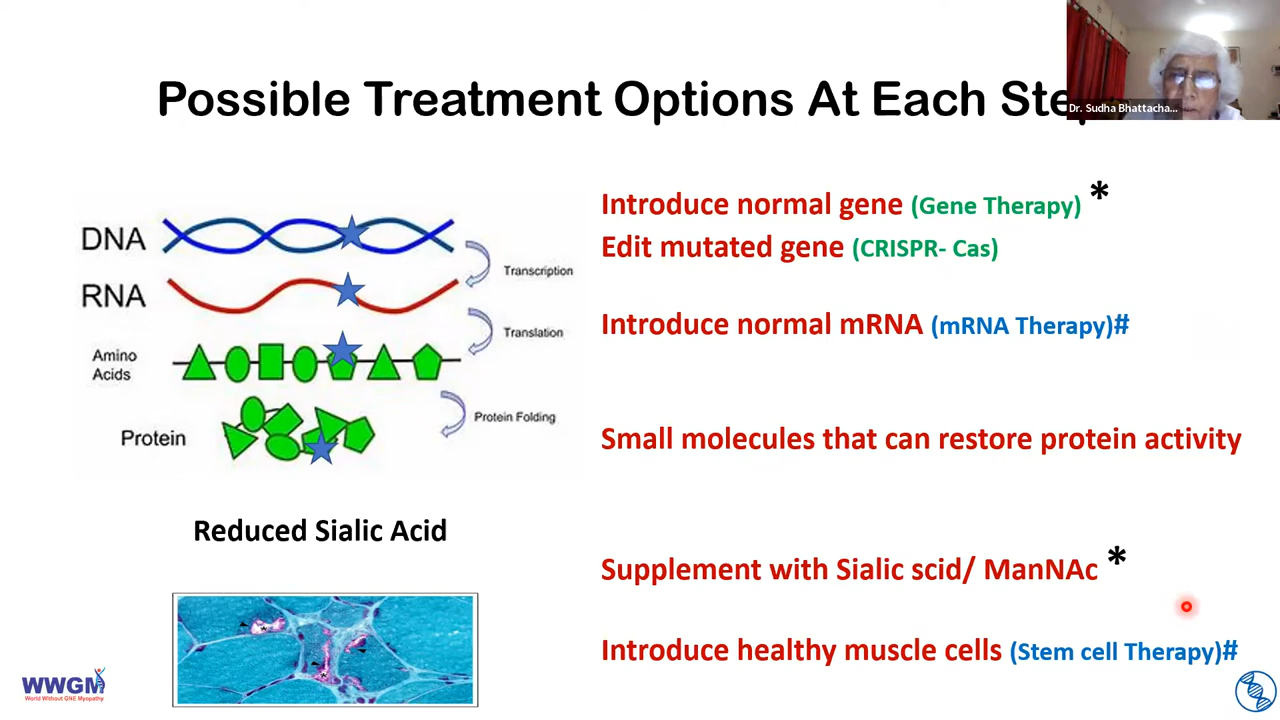 Possible Treatment Options At Each Step
Dr. Sudha Bhattacha...
Introduce normal gene (Gene Therapy) *
Edit mutated gene (CRISPR- Cas)
Introduce normal mRNA (mRNA Therapy)#
Small molecules that can restore protein activity
Supplement with Sialic scid/ ManNAc *
Introduce healthy muscle cells (Stem cell Therapy)#
DNA
Transcription
RNA
Translation
Amino
Acids
Protein Folding
Protein
Reduced Sialic Acid
WWGM
World Without GNE Myopathy